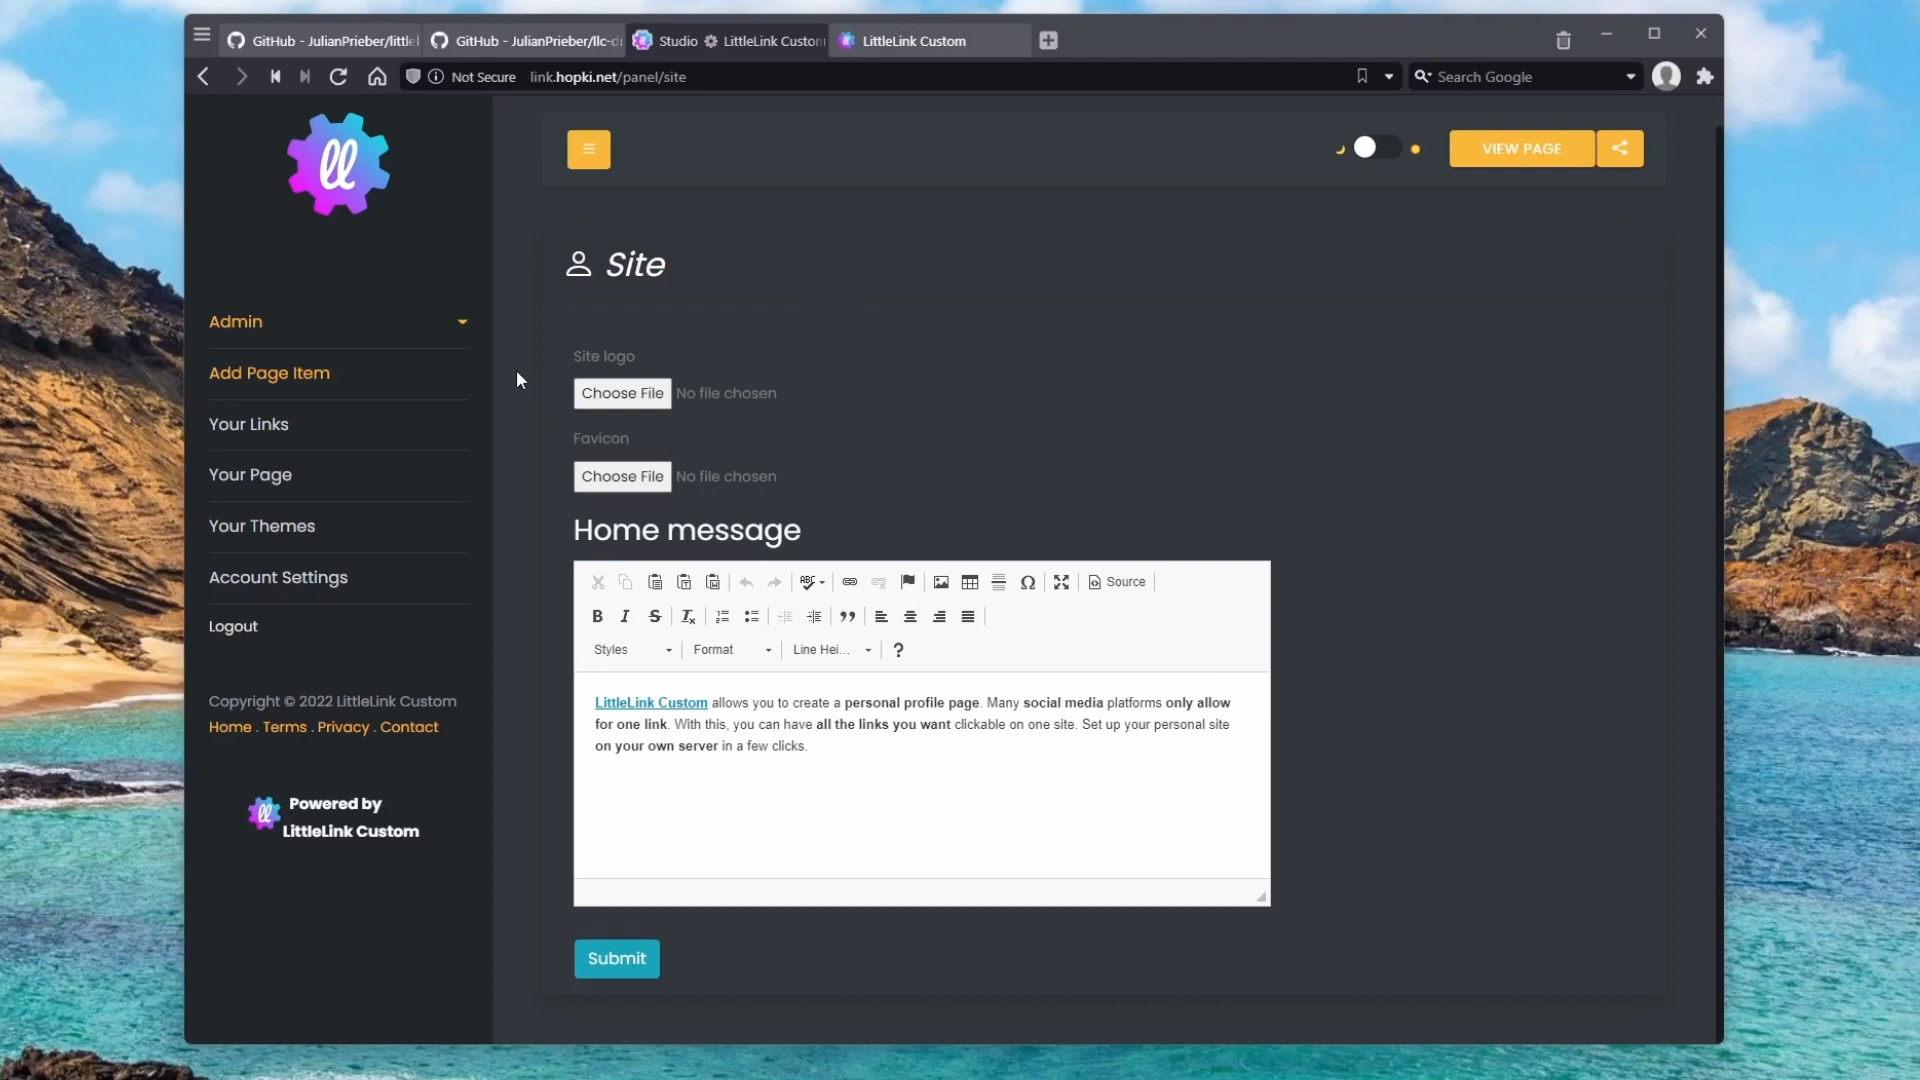 GitHub - JulianPrieber/little
GitHub - JulianPrieber/llc-d
Studio ⚙ LittleLink Custom
LittleLink Custom
Not Secure
link.hopki.net/panel/site
Search Google
ll
VIEW PAGE
Site
Admin
Add Page Item
Your Links
Your Page
Your Themes
Account Settings
Logout
Copyright © 2022 LittleLink Custom
Home . Terms . Privacy . Contact
ll Powered by
LittleLink Custom
Site logo
Choose File No file chosen
Favicon
Choose File No file chosen
Home message
ABC Ω Source
B I S Ix
Styles Format Line Hei... ?
LittleLink Custom allows you to create a personal profile page. Many social media platforms only allow
for one link. With this, you can have all the links you want clickable on one site. Set up your personal site
on your own server in a few clicks.
Submit